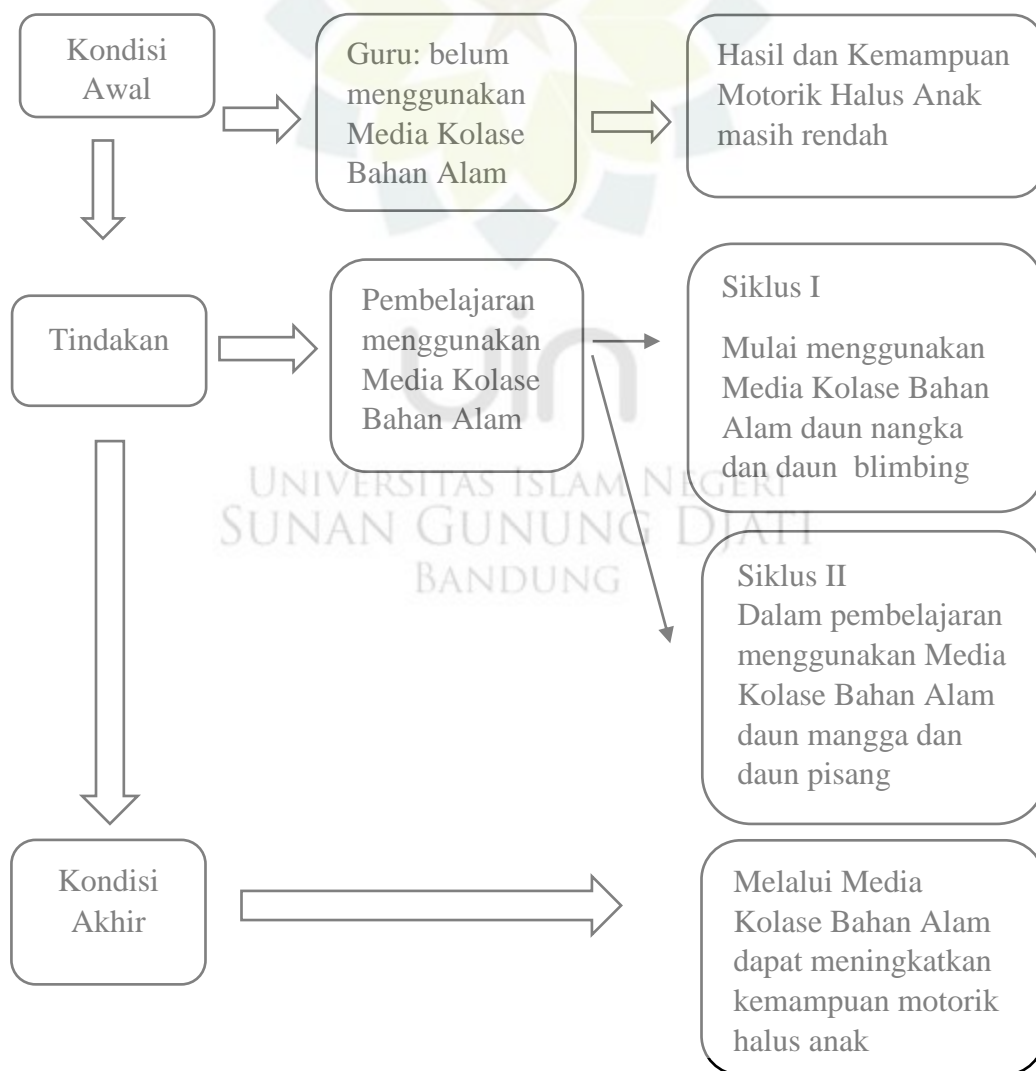 Kondisi
Awal
Guru: belum
menggunakan
Media Kolase
Bahan Alam
Hasil dan Kemampuan
Motorik Halus Anak
masih rendah
Tindakan
Pembelajaran
menggunakan
Media Kolase
Bahan Alam
Siklus I
Mulai menggunakan
Media Kolase Bahan
Alam daun nangka
dan daun blimbing
uin
UNIVERSITAS ISLAM NEGERI
SUNAN GUNUNG DJATI
BANDUNG
Siklus II
Dalam pembelajaran
menggunakan Media
Kolase Bahan Alam
daun mangga dan
daun pisang
Kondisi
Akhir
Melalui Media
Kolase Bahan Alam
dapat meningkatkan
kemampuan motorik
halus anak